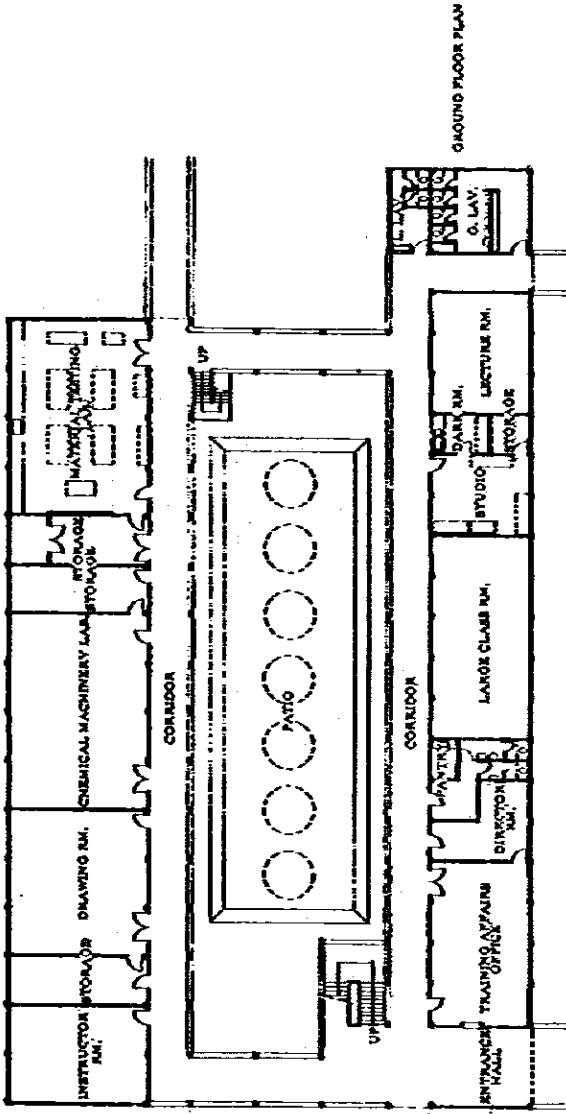 INSTRUCTOR
RM.
STORAGE
DRAWING RM.
CHEMICAL MACHINERY LAB.
STORAGE
STORAGE
MATERIAL TESTING
LAB.
CORRIDOR
UP
PATIO
UP
CORRIDOR
ENTRANCE
HALL
TRAINING AFFAIRS
OFFICE
PANTRY
DIRECTOR
RM.
LARGE CLASS RM.
STUDIO
DARK RM.
STORAGE
LECTURE RM.
LAV.
GROUND FLOOR PLAN